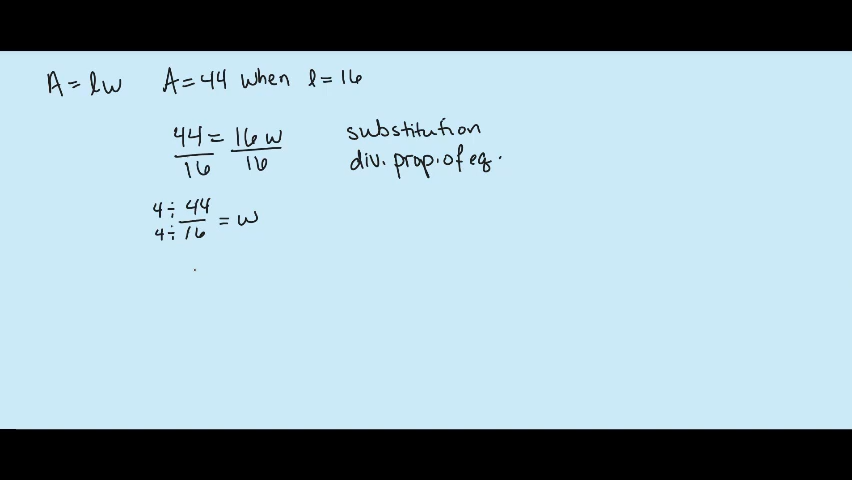 A = lw A = 44 when l = 16
44 = 16w substitution
16 16 div. prop. of eq.
4 ÷ 44
4 ÷ 16 = w